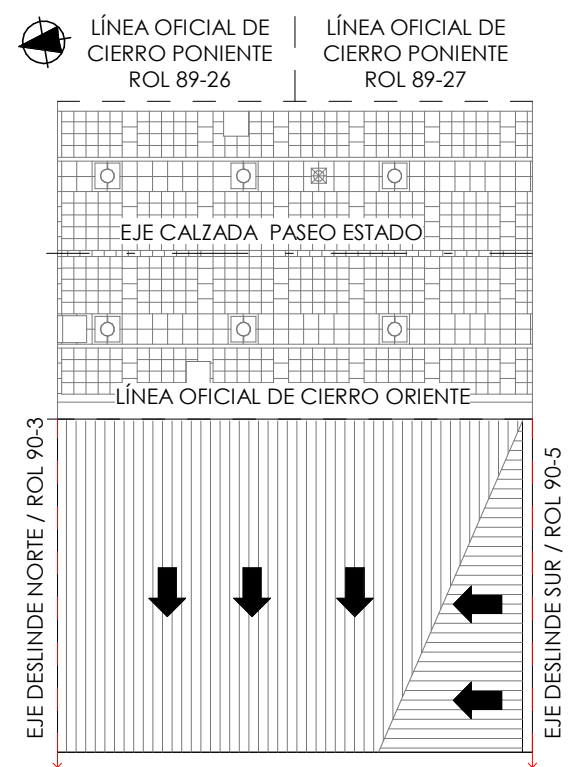 LÍNEA OFICIAL DE
CIERRO PONIENTE
ROL 89-26
LÍNEA OFICIAL DE
CIERRO PONIENTE
ROL 89-27
EJE CALZADA PASEO ESTADO
LÍNEA OFICIAL DE CIERRO ORIENTE
EJE DESLINDE NORTE / ROL 90-3
EJE DESLINDE SUR / ROL 90-5